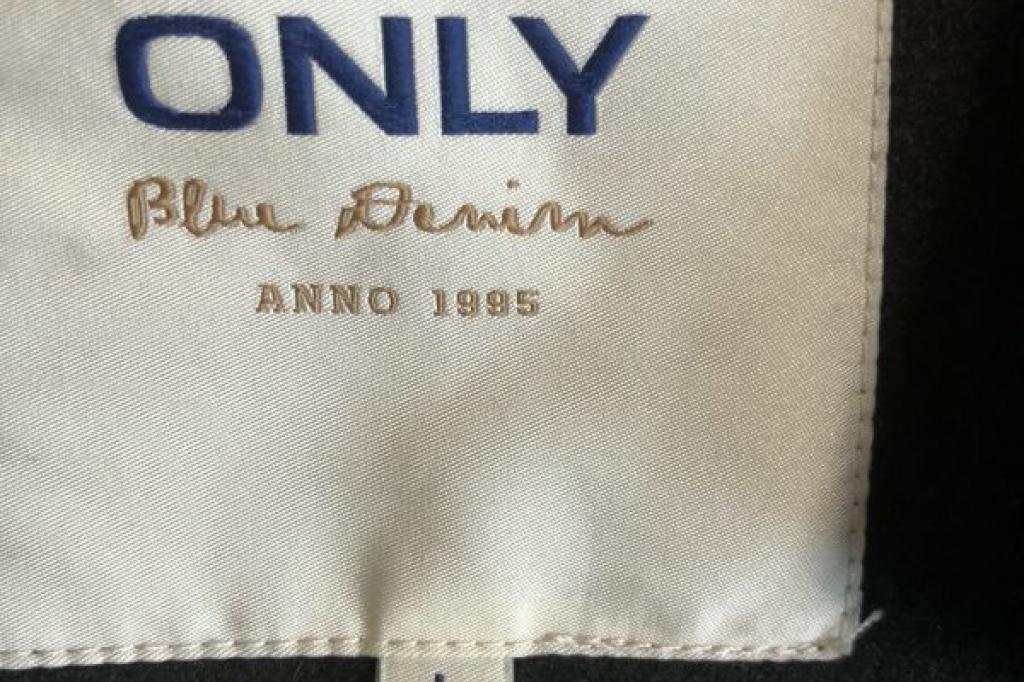 ONLY
Blue Denim
ANNO 1995